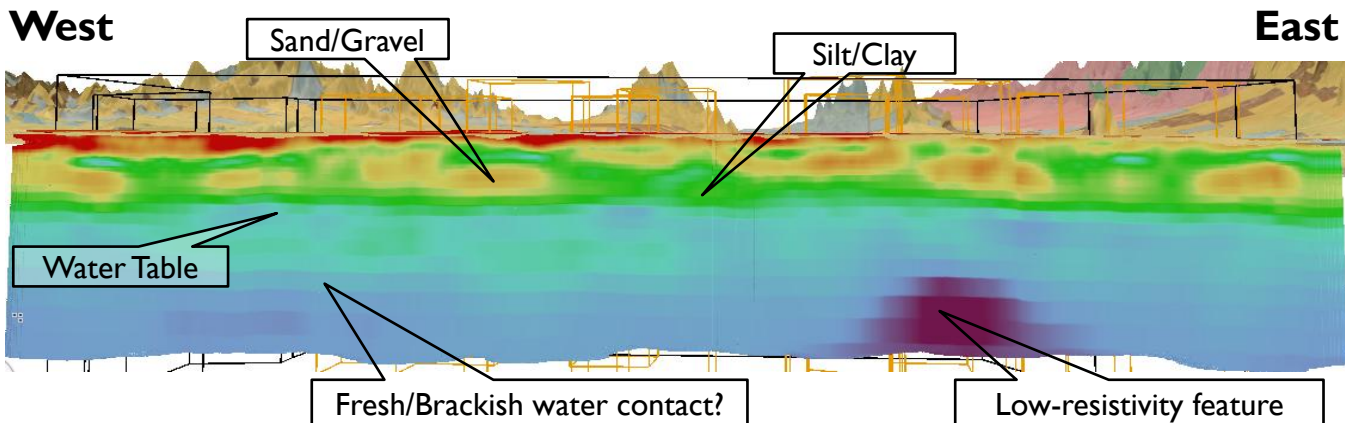 West
East
Sand/Gravel
Silt/Clay
Water Table
Fresh/Brackish water contact?
Low-resistivity feature